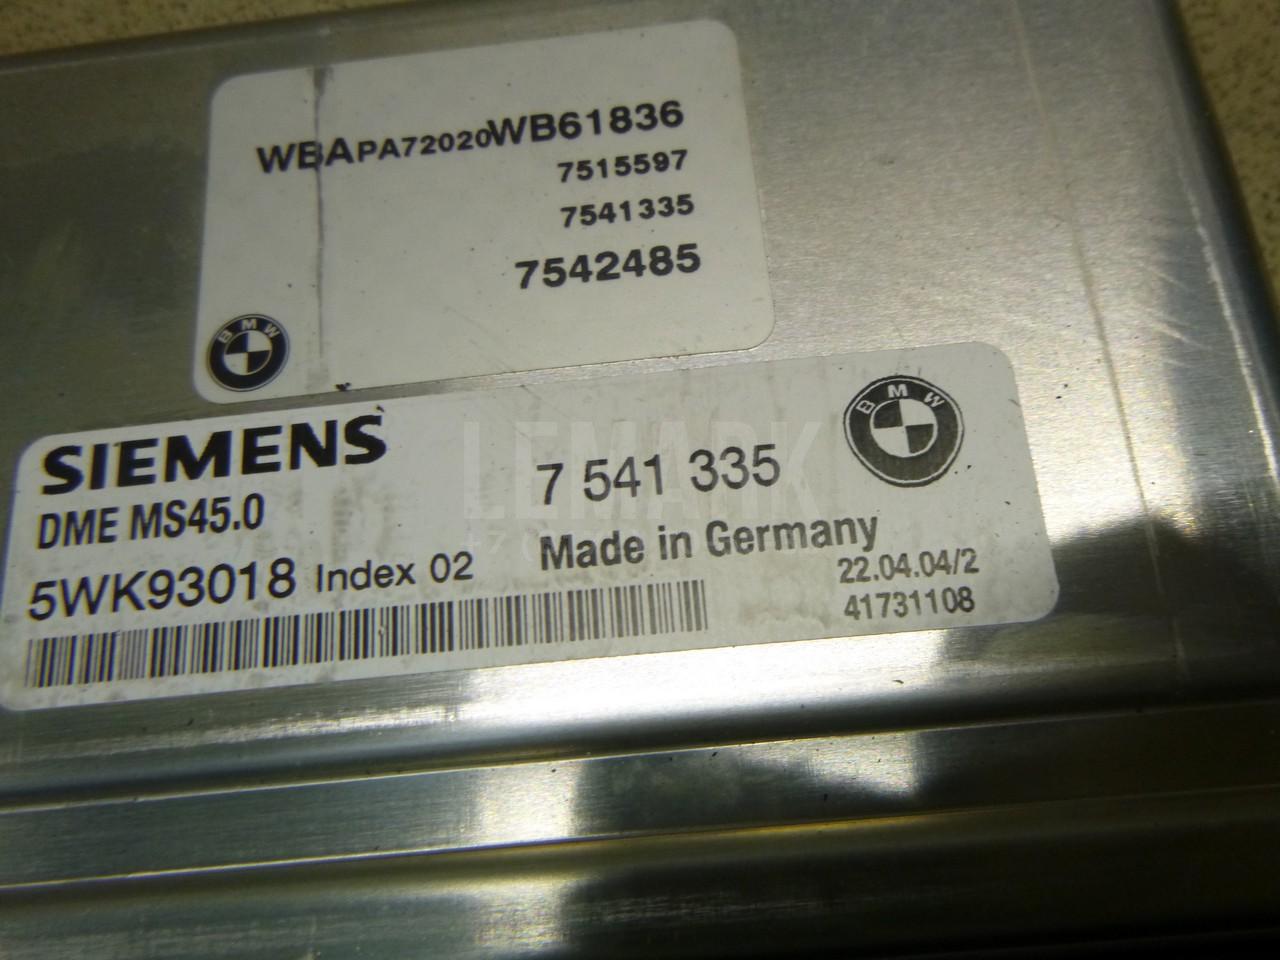 WBAPA72020WB61836
7515597
7541335
7542485
BMW
SIEMENS
DME MS45.0
5WK93018 Index 02
7 541 335
BMW
Made in Germany
22.04.04/2
41731108
LEMARK